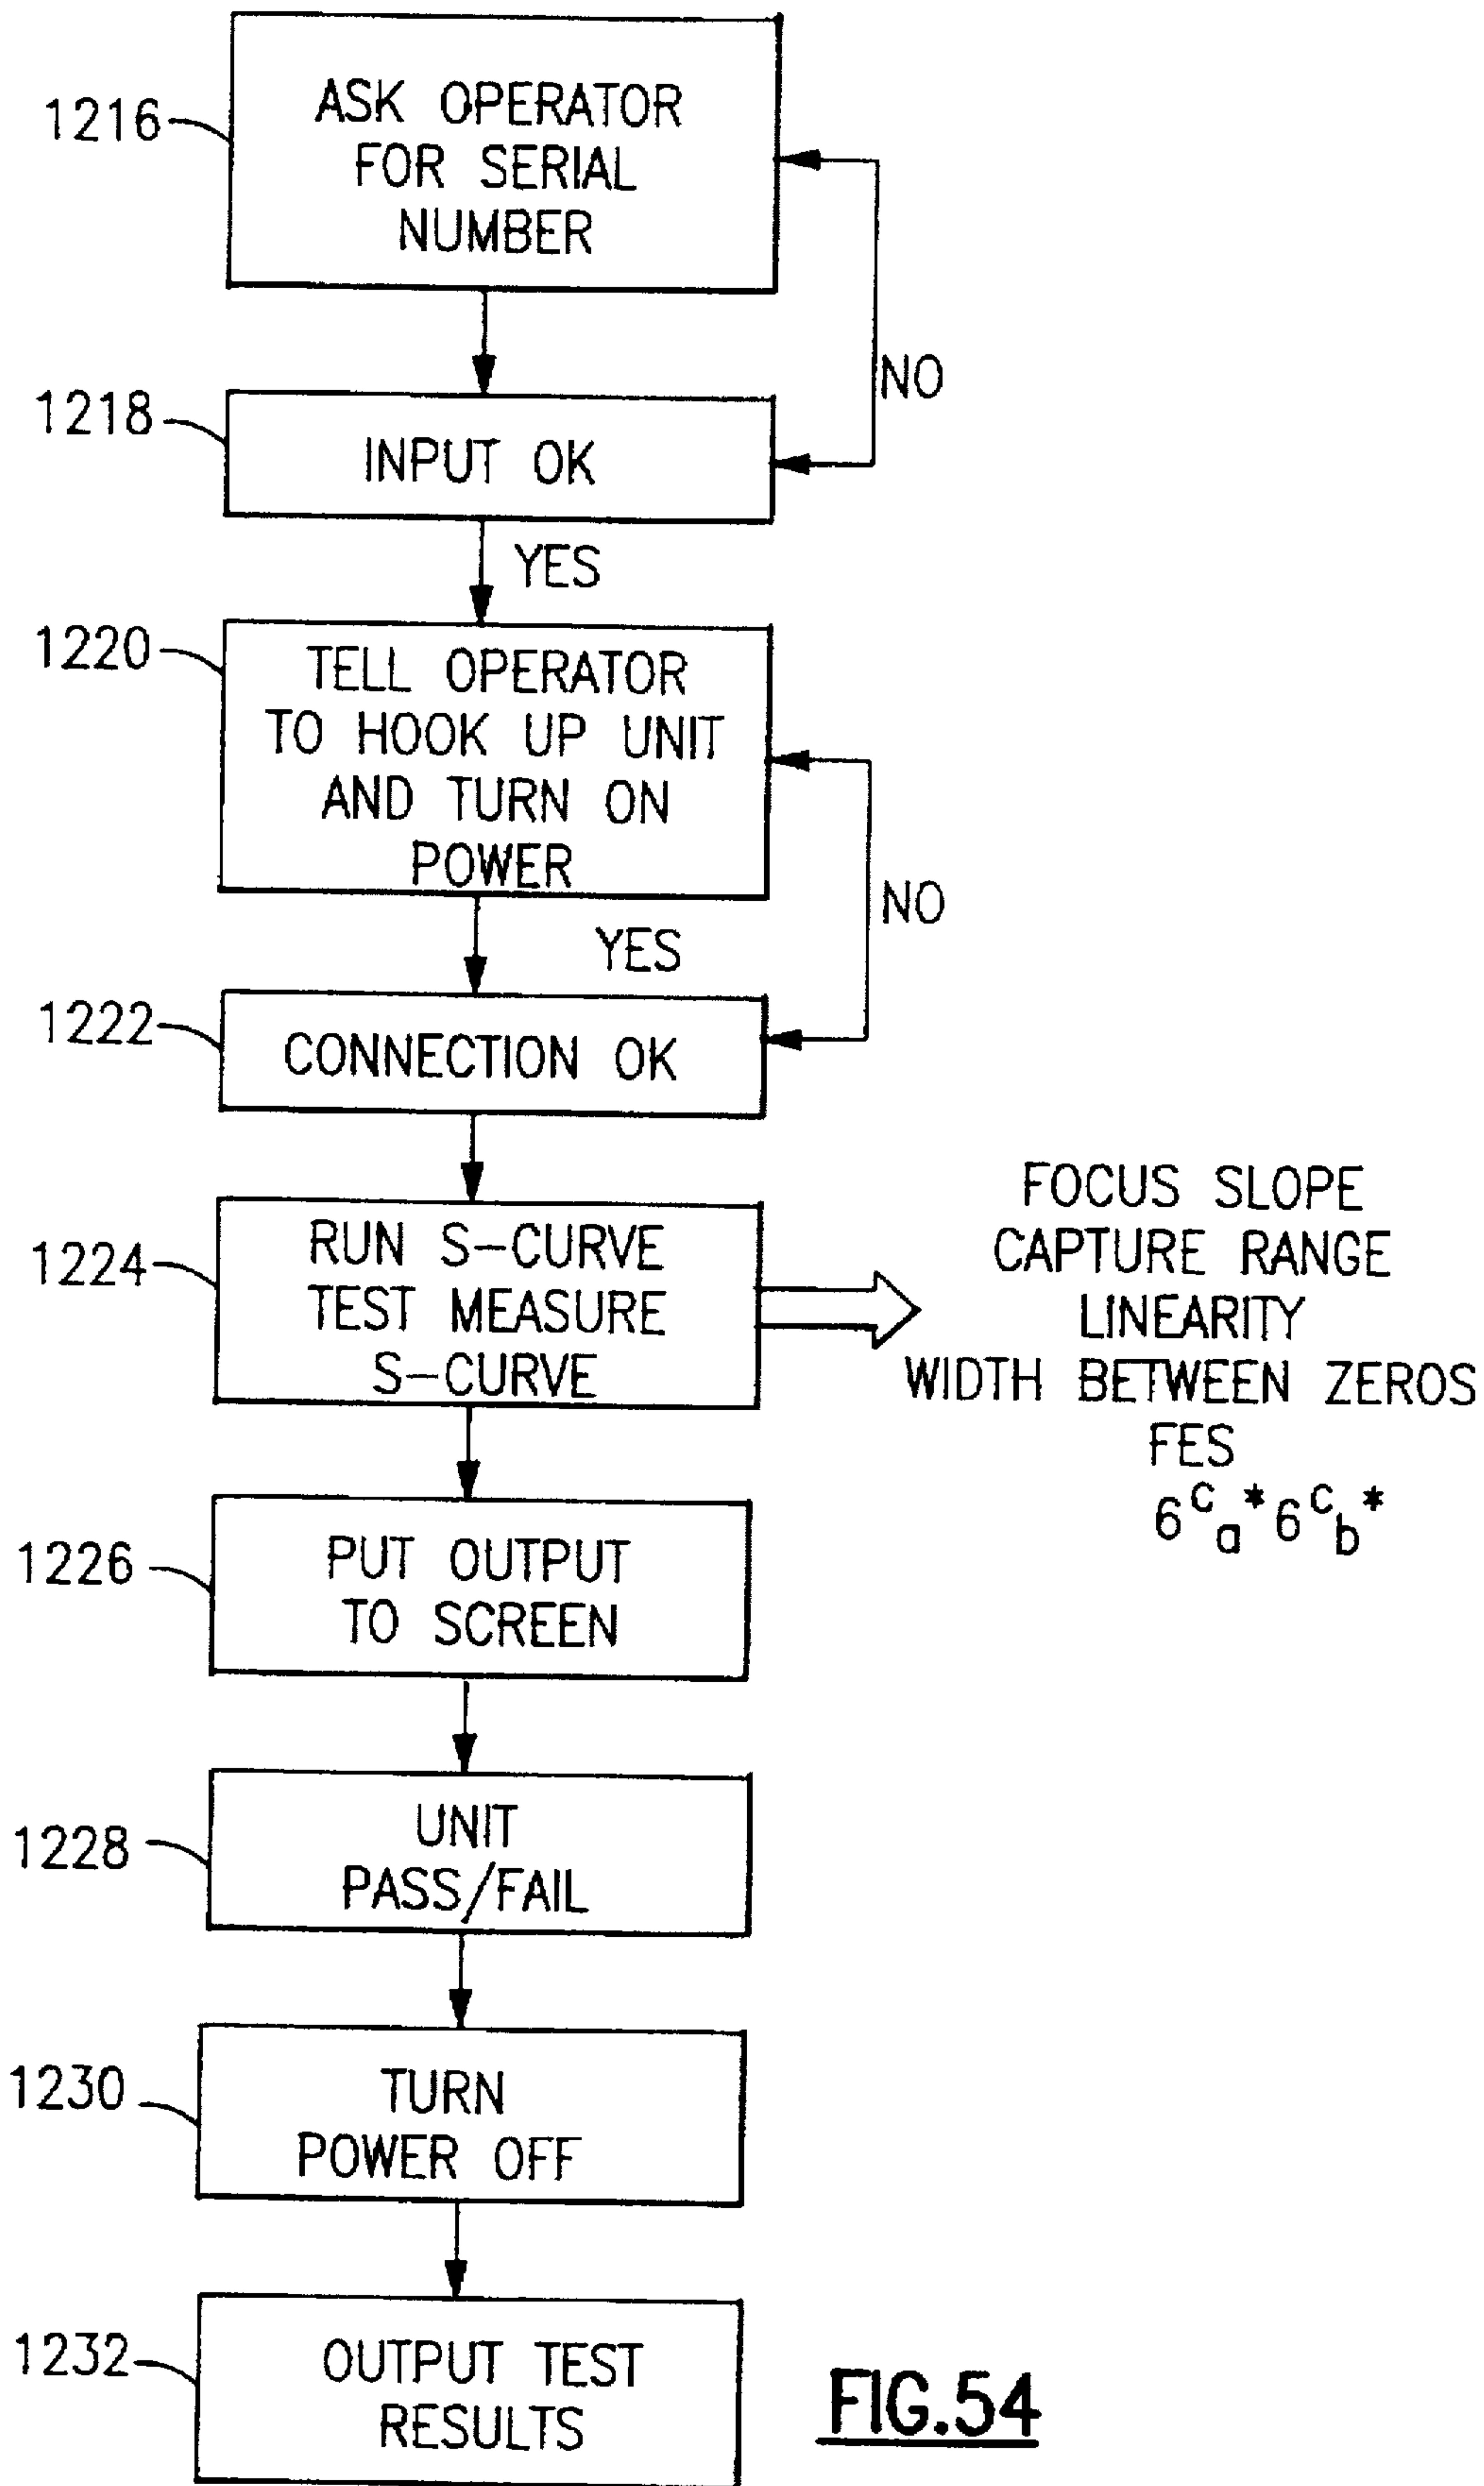 1216
ASK OPERATOR
FOR SERIAL
NUMBER
NO
1218
INPUT OK
YES
1220
TELL OPERATOR
TO HOOK UP UNIT
AND TURN ON
POWER
NO
YES
1222
CONNECTION OK
1224
RUN S-CURVE
TEST MEASURE
S-CURVE
FOCUS SLOPE
CAPTURE RANGE
LINEARITY
WIDTH BETWEEN ZEROS
FES
6ᶜₐ* 6ᶜb*
1226
PUT OUTPUT
TO SCREEN
1228
UNIT
PASS/FAIL
1230
TURN
POWER OFF
1232
OUTPUT TEST
RESULTS
FIG.54